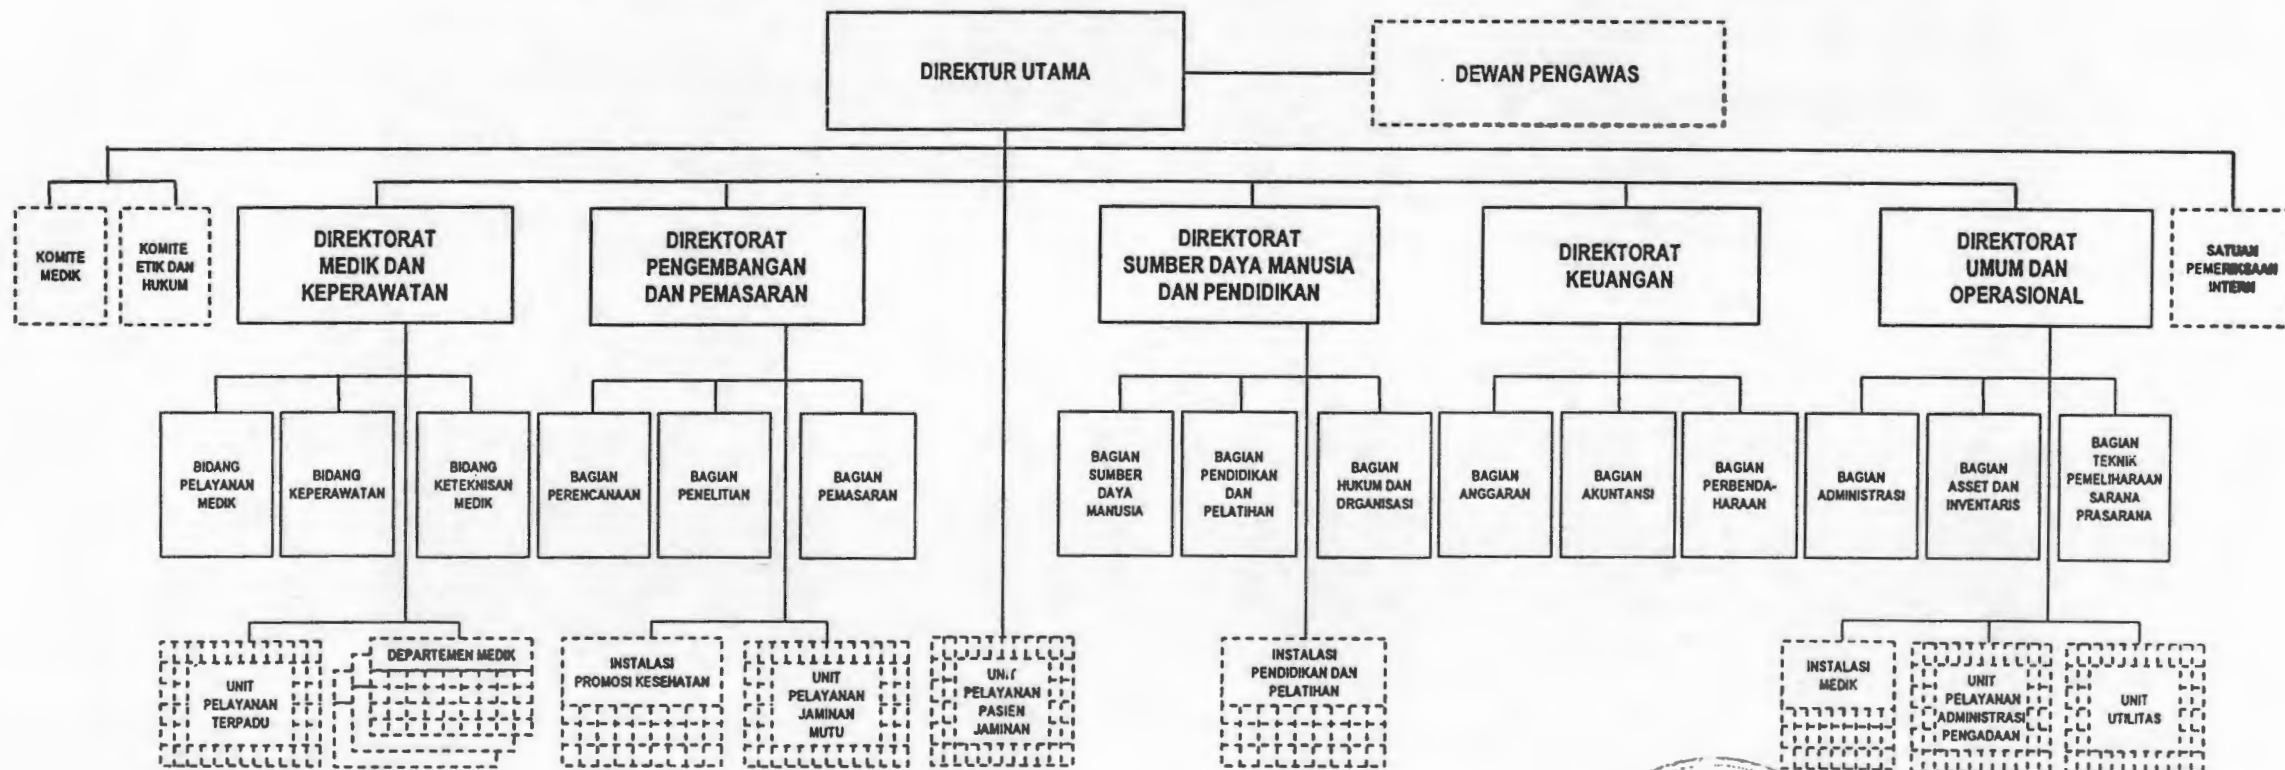 DIREKTUR UTAMA
DEWAN PENGAWAS
KOMITE
MEDIK
KOMITE
ETIK DAN
HUKUM
DIREKTORAT
MEDIK DAN
KEPERAWATAN
DIREKTORAT
PENGEMBANGAN
DAN PEMASARAN
DIREKTORAT
SUMBER DAYA MANUSIA
DAN PENDIDIKAN
DIREKTORAT
KEUANGAN
DIREKTORAT
UMUM DAN
OPERASIONAL
SATUAN
PEMERIKSAAN
INTERN
BIDANG
PELAYANAN
MEDIK
BIDANG
KEPERAWATAN
BIDANG
KETEKNISAN
MEDIK
BAGIAN
PERENCANAAN
BAGIAN
PENELITIAN
BAGIAN
PEMASARAN
BAGIAN
SUMBER
DAYA
MANUSIA
BAGIAN
PENDIDIKAN
DAN
PELATIHAN
BAGIAN
HUKUM DAN
ORGANISASI
BAGIAN
ANGGARAN
BAGIAN
AKUNTANSI
BAGIAN
PERBENDA-
HARAAN
BAGIAN
ADMINISTRASI
BAGIAN
ASSET DAN
INVENTARIS
BAGIAN
TEKNIK
PEMELIHARAAN
SARANA
PRASARANA
UNIT
PELAYANAN
TERPADU
DEPARTEMEN MEDIK
INSTALASI
PROMOSI KESEHATAN
UNIT
PELAYANAN
JAMINAN
MUTU
UNIT
PELAYANAN
PASIEN
JAMINAN
INSTALASI
PENDIDIKAN DAN
PELATIHAN
INSTALASI
MEDIK
UNIT
PELAYANAN
ADMINISTRASI
PENGADAAN
UNIT
UTILITAS